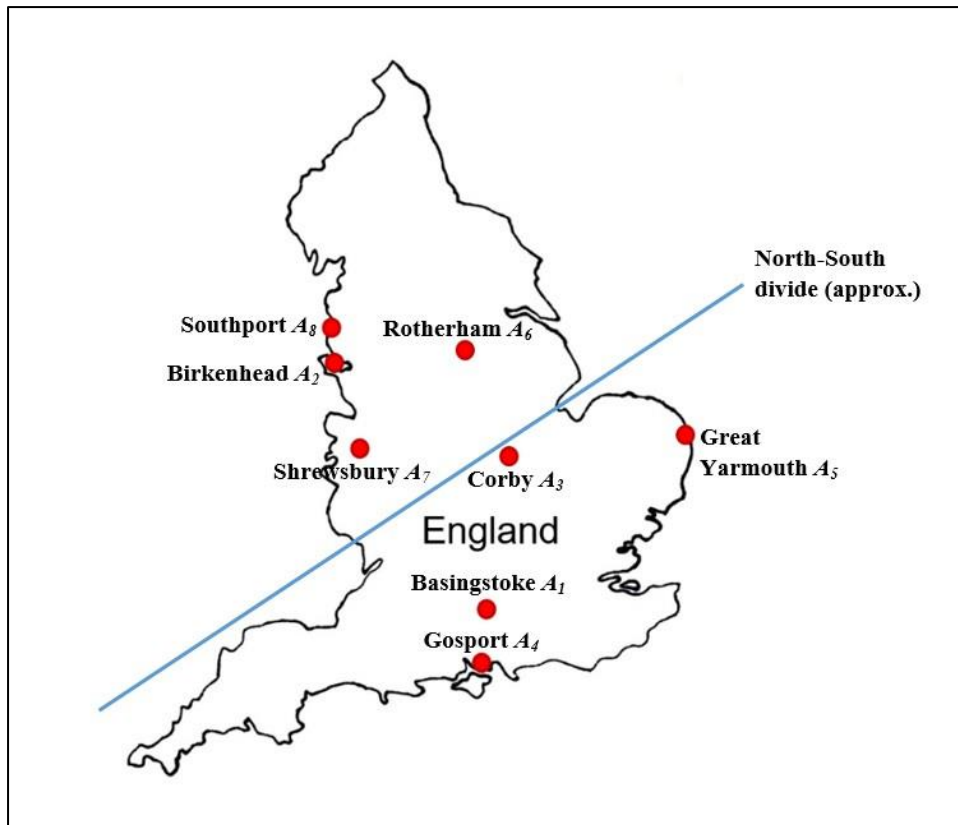 North-South
divide (approx.)
Southport A8
Rotherham A6
Birkenhead A2
Great
Yarmouth A5
Shrewsbury A7
Corby A3
England
Basingstoke A1
Gosport A4